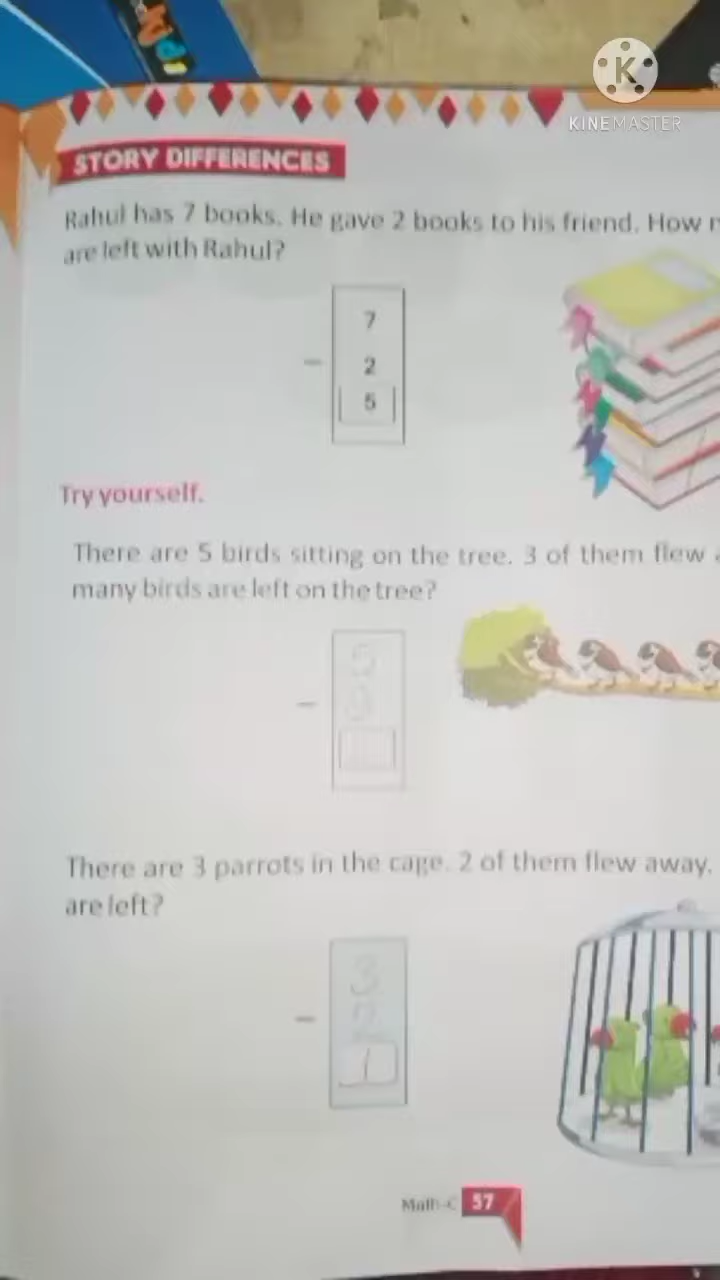 KINEMASTER
STORY DIFFERENCES
Rahul has 7 books. He gave 2 books to his friend. How
are left with Rahul?
7
− 2
5
Try yourself.
There are 5 birds sitting on the tree. 3 of them flew
many birds are left on the tree?
5
−
There are 3 parrots in the cage. 2 of them flew away.
are left?
3
− 2
1
Math-C 57